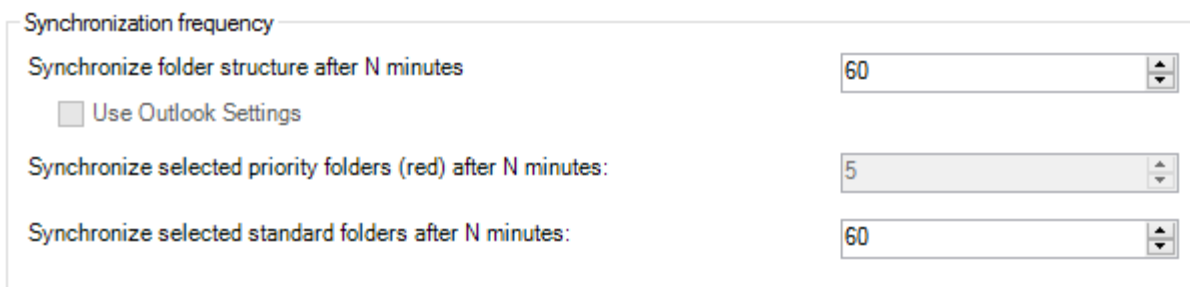 Synchronization frequency
Synchronize folder structure after N minutes 60
Use Outlook Settings
Synchronize selected priority folders (red) after N minutes: 5
Synchronize selected standard folders after N minutes: 60